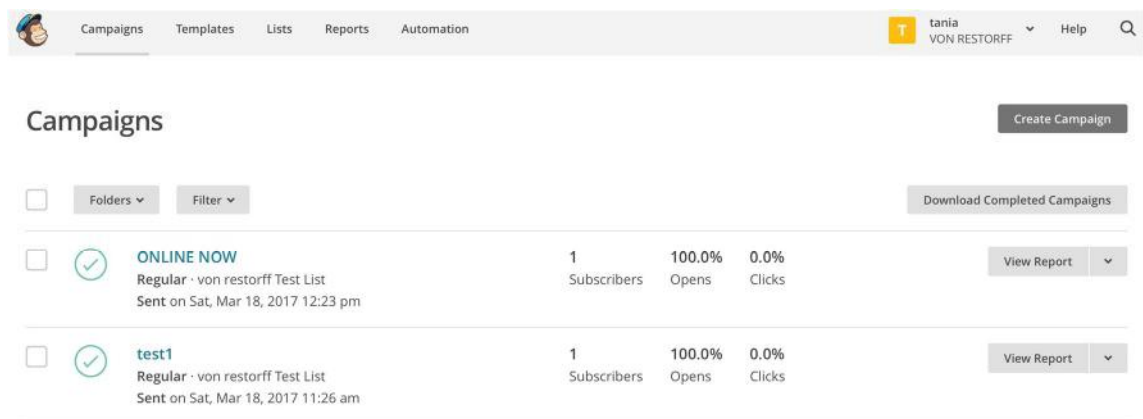 Campaigns Templates Lists Reports Automation T tania VON RESTORFF Help
Campaigns
Create Campaign
Folders Filter Download Completed Campaigns
ONLINE NOW 1 100.0% 0.0% View Report
Regular · von restorff Test List Subscribers Opens Clicks
Sent on Sat, Mar 18, 2017 12:23 pm
test1 1 100.0% 0.0% View Report
Regular · von restorff Test List Subscribers Opens Clicks
Sent on Sat, Mar 18, 2017 11:26 am